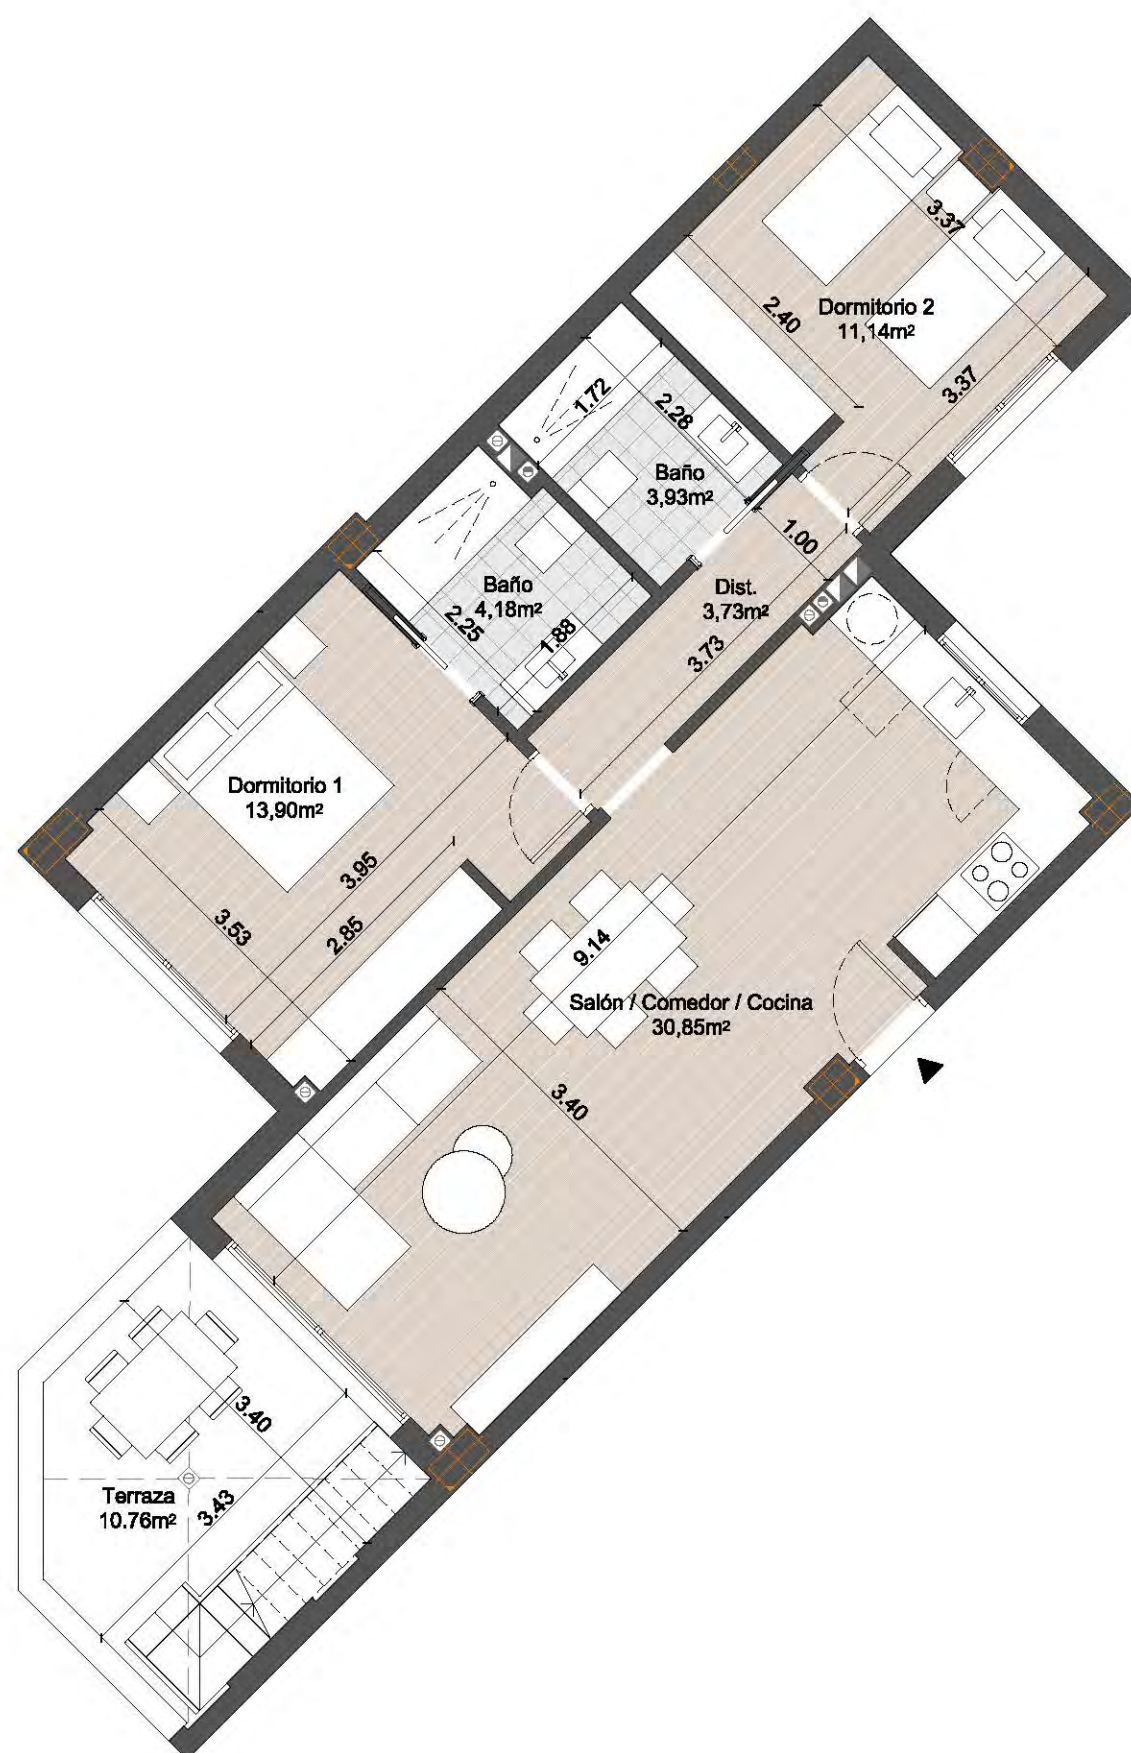 3.37
Dormitorio 2
11,14m²
2.40
3.37
1.72
2.28
Baño
3,93m²
1.00
Baño
4,18m²
Dist.
3,73m²
2.25
1.88
3.73
Dormitorio 1
13,90m²
3.95
3.53
2.85
9.14
Salón / Comedor / Cocina
30,85m²
3.40
3.40
Terraza
10.76m²
3.43